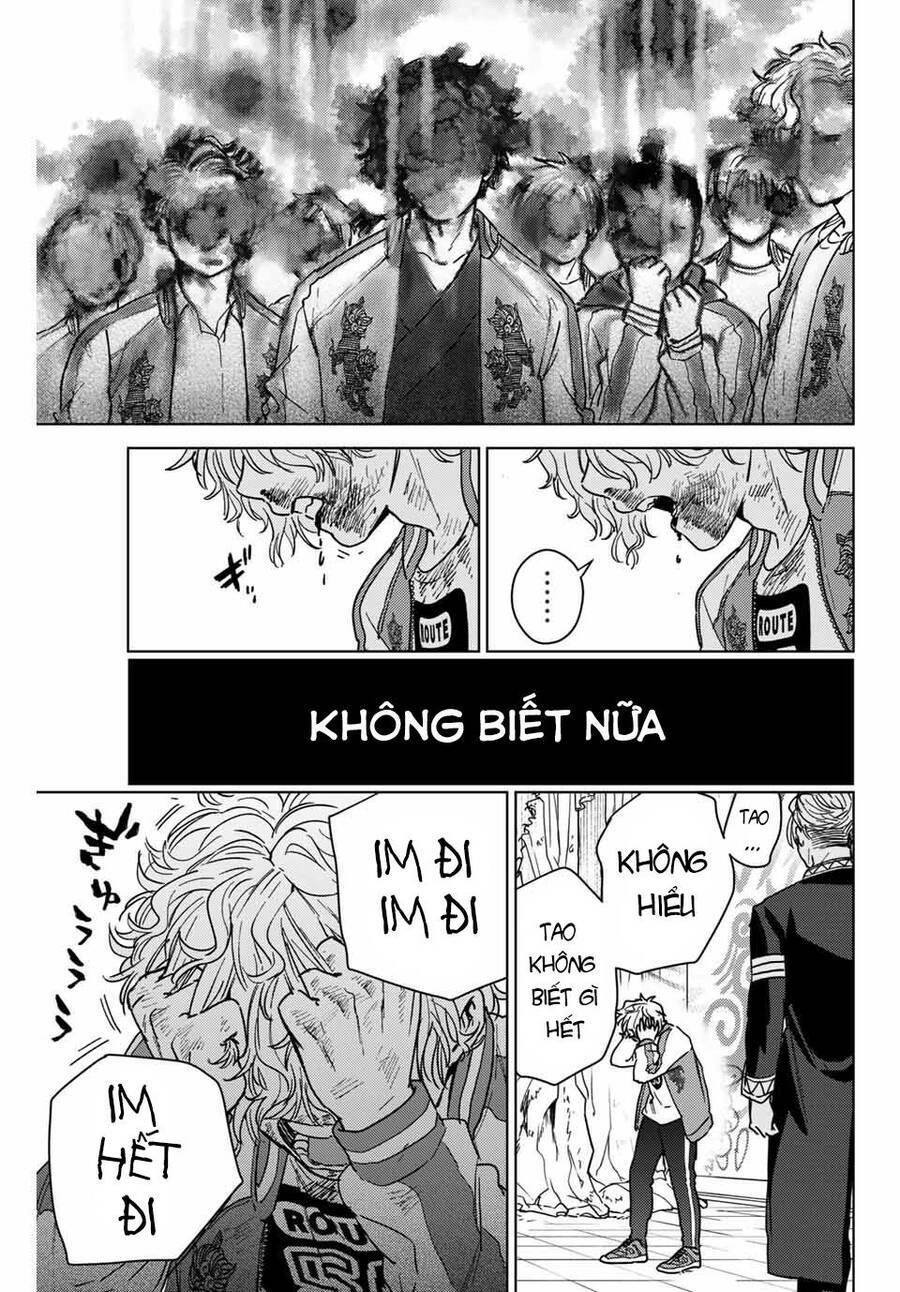 ......
ROUTE
ROUTE
KHÔNG BIẾT NỮA
TAO
...
KHÔNG
HIỂU
TAO
KHÔNG
BIẾT GÌ
HẾT
IM ĐI
IM ĐI
IM
HẾT
ĐI
ROU